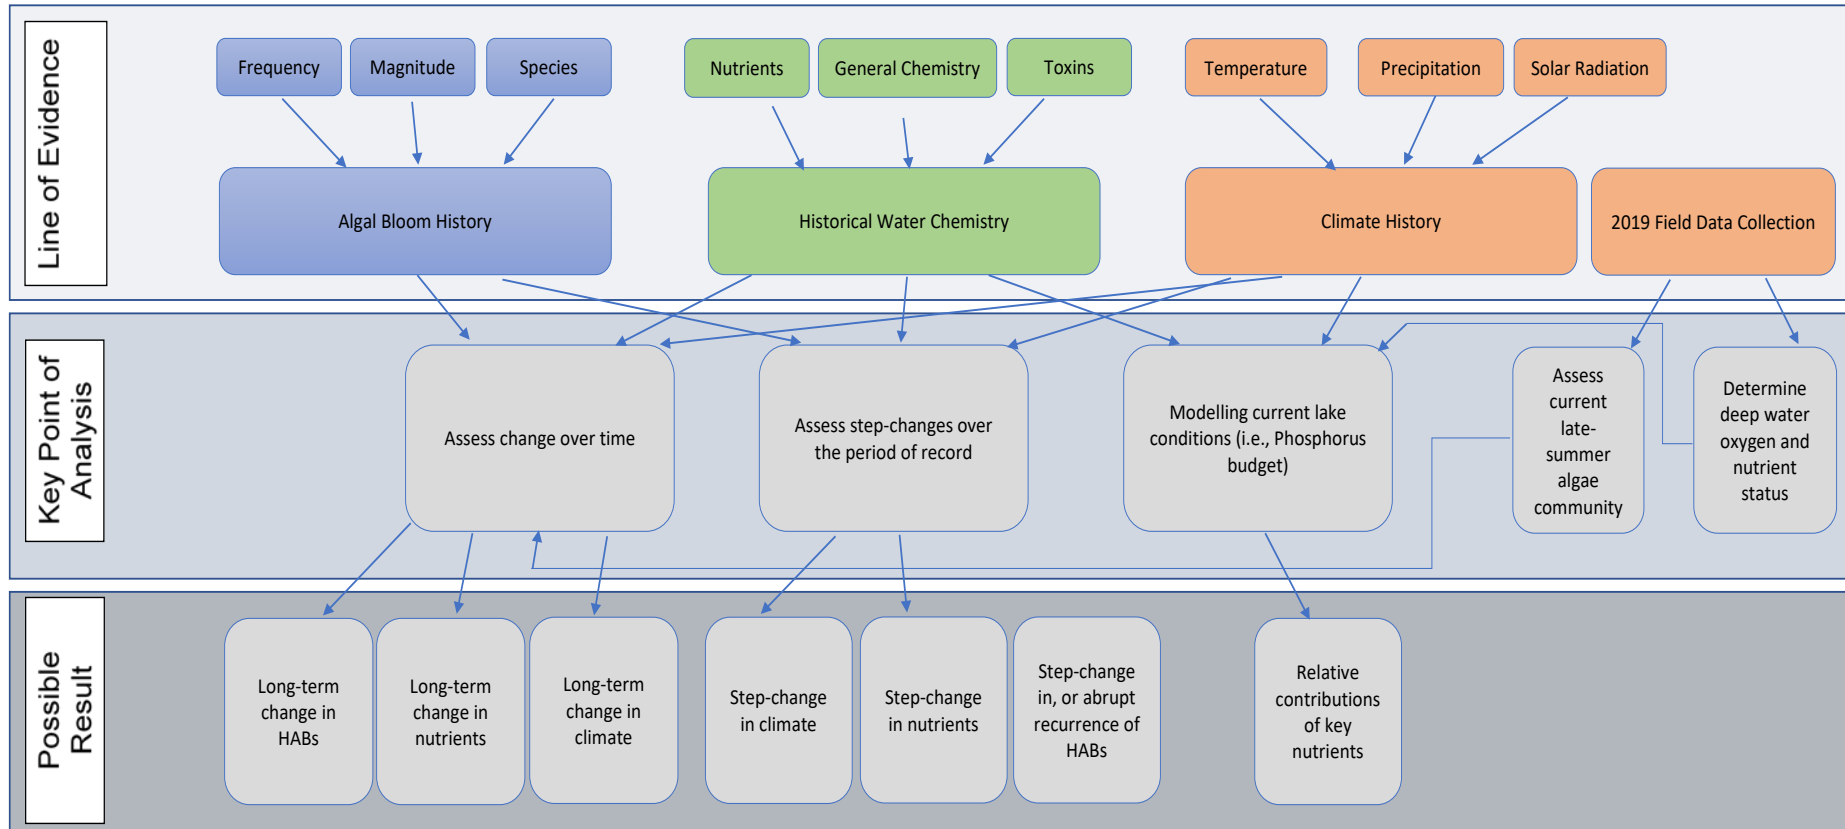 Line of Evidence
Frequency
Magnitude
Species
Nutrients
General Chemistry
Toxins
Temperature
Precipitation
Solar Radiation
Algal Bloom History
Historical Water Chemistry
Climate History
2019 Field Data Collection
Key Point of
Analysis
Assess change over time
Assess step-changes over
the period of record
Modelling current lake
conditions (i.e., Phosphorus
budget)
Assess
current
late-
summer
algae
community
Determine
deep water
oxygen and
nutrient
status
Possible
Result
Long-term
change in
HABs
Long-term
change in
nutrients
Long-term
change in
climate
Step-change
in climate
Step-change
in nutrients
Step-change
in, or abrupt
recurrence of
HABs
Relative
contributions
of key
nutrients